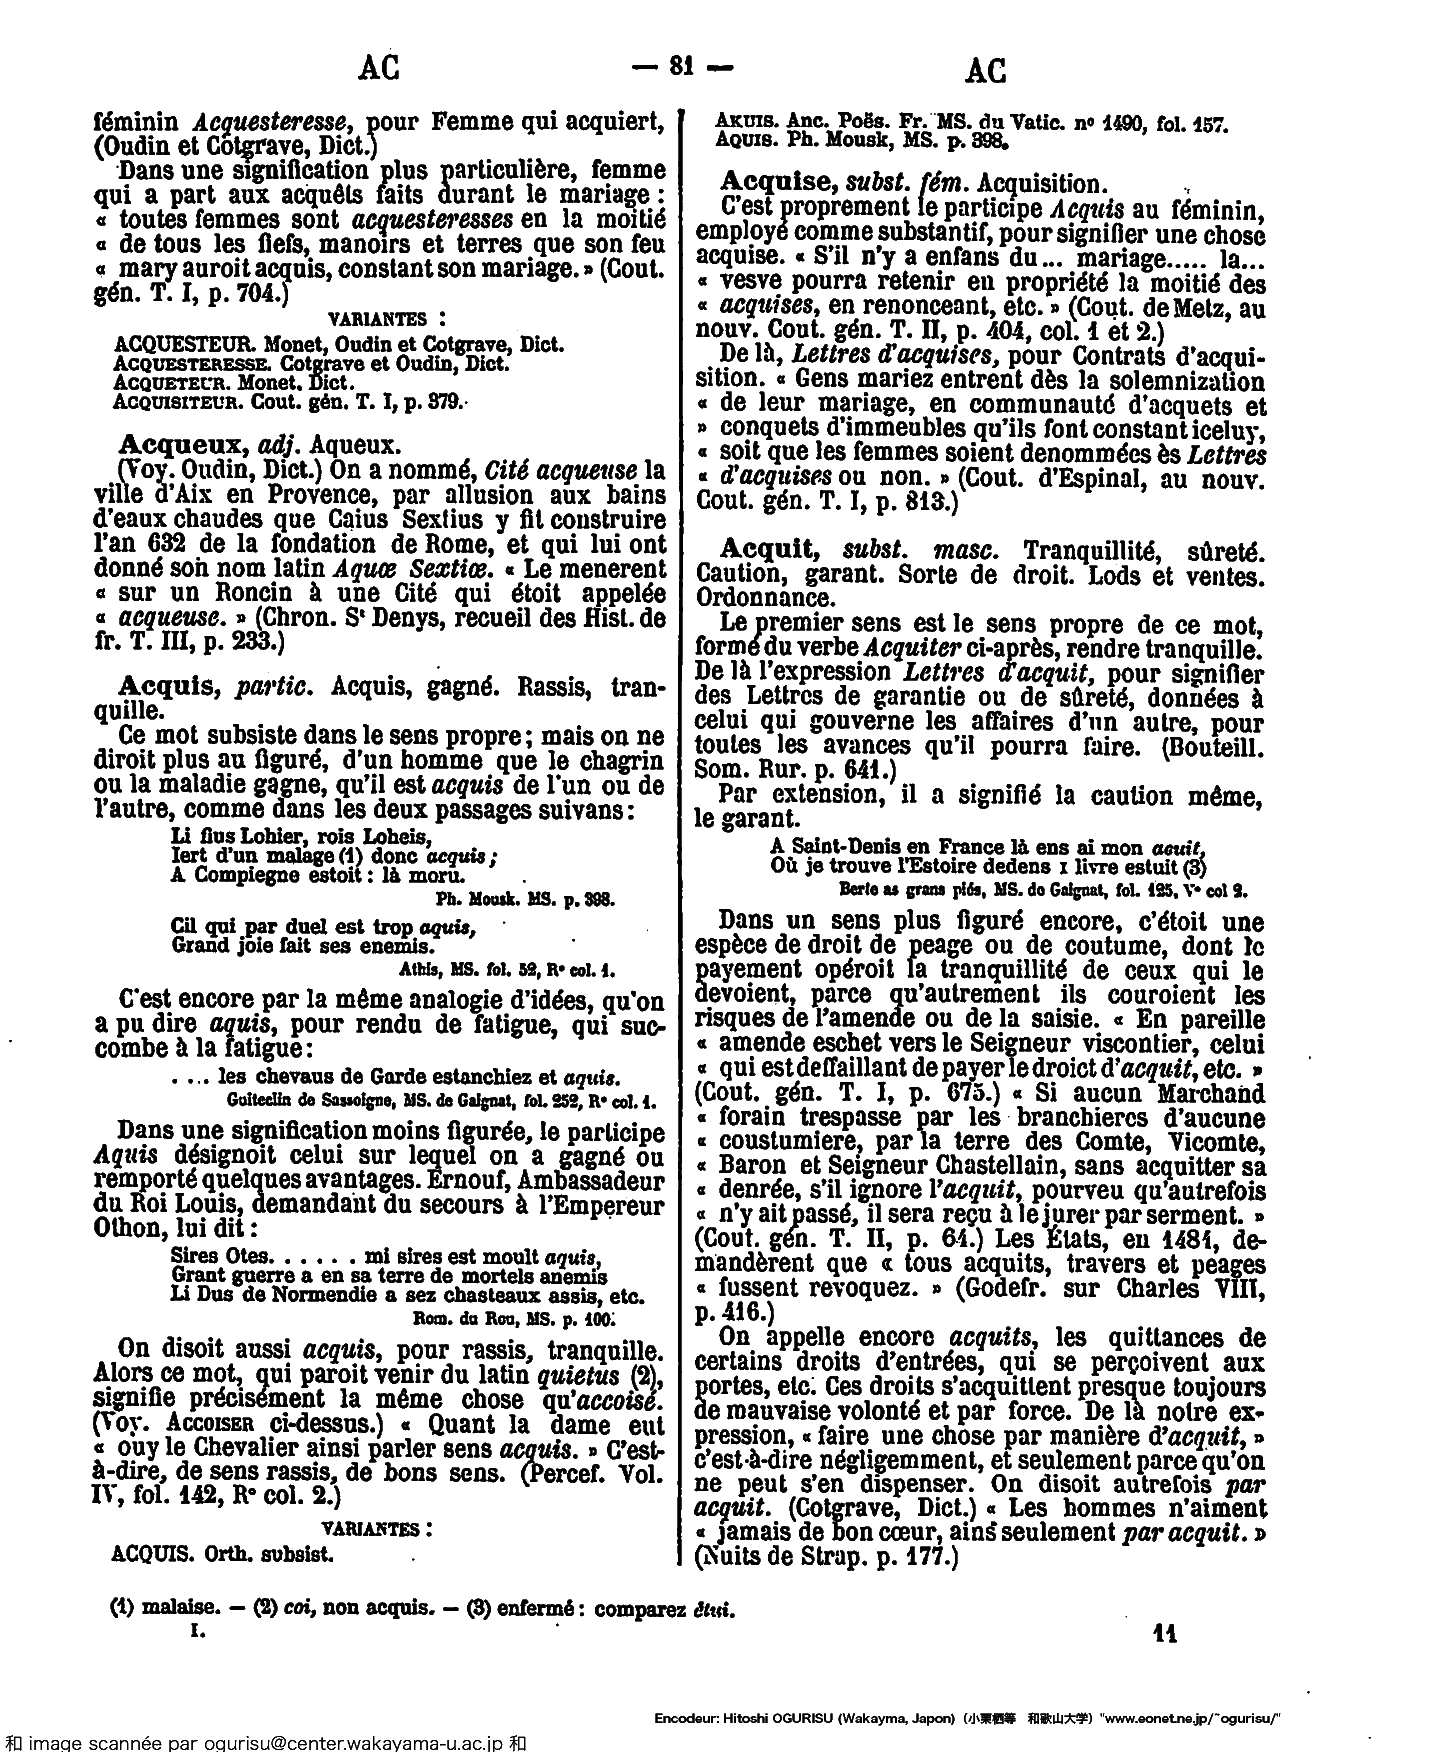 AC
— 81 —
AC
féminin Acquesteresse, pour Femme qui acquiert,
(Oudin et Cotgrave, Dict.)
Dans une signification plus particulière, femme
qui a part aux acquêts faits durant le mariage :
« toutes femmes sont acquesteresses en la moitié
« de tous les fiefs, manoirs et terres que son feu
« mary auroit acquis, constant son mariage. » (Cout.
gén. T. I, p. 704.)
VARIANTES :
ACQUESTEUR. Monet, Oudin et Cotgrave, Dict.
ACQUESTERESSE. Cotgrave et Oudin, Dict.
ACQUETEUR. Monet, Dict.
ACQUISITEUR. Cout. gén. T. I, p. 379.
Acqueux, adj. Aqueux.
(Voy. Oudin, Dict.) On a nommé, Cité acqueuse la
ville d'Aix en Provence, par allusion aux bains
d'eaux chaudes que Caius Sextius y fit construire
l'an 632 de la fondation de Rome, et qui lui ont
donné son nom latin Aquæ Sextiæ. « Le menerent
« sur un Roncin à une Cité qui étoit appelée
« acqueuse. » (Chron. St Denys, recueil des Hist. de
fr. T. III, p. 233.)
Acquis, partic. Acquis, gagné. Rassis, tran-
quille.
Ce mot subsiste dans le sens propre ; mais on ne
diroit plus au figuré, d'un homme que le chagrin
ou la maladie gagne, qu'il est acquis de l'un ou de
l'autre, comme dans les deux passages suivans :
Li fius Lohier, rois Loheis,
Iert d'un malage (1) donc acquis ;
A Compiegne estoit : là moru.
Ph. Mousk. MS. p. 398.
Cil qui par duel est trop aquis,
Grand joie fait ses enemis.
Athis, MS. fol. 52, R° col. 1.
C'est encore par la même analogie d'idées, qu'on
a pu dire aquis, pour rendu de fatigue, qui suc-
combe à la fatigue :
. ... les chevaus de Garde estanchiez et aquis.
Guiteclin de Sassoigne, MS. de Gaignat, fol. 252, R° col. 1.
Dans une signification moins figurée, le participe
Aquis désignoit celui sur lequel on a gagné ou
remporté quelques avantages. Ernouf, Ambassadeur
du Roi Louis, demandant du secours à l'Empereur
Othon, lui dit :
Sires Otes. . . . . . mi sires est moult aquis,
Grant guerre a en sa terre de mortels anemis
Li Dus de Normendie a sez chasteaux assis, etc.
Rom. du Rou, MS. p. 100.
On disoit aussi acquis, pour rassis, tranquille.
Alors ce mot, qui paroit venir du latin quietus (2),
signifie précisément la même chose qu'accoisé.
(Voy. ACCOISER ci-dessus.) « Quant la dame eut
« ouy le Chevalier ainsi parler sens acquis. » C'est-
à-dire, de sens rassis, de bons sens. (Percef. Vol.
IV, fol. 142, R° col. 2.)
VARIANTES :
ACQUIS. Orth. subsist.
AKUIS. Anc. Poës. Fr. MS. du Vatic. n° 1490, fol. 157.
AQUIS. Ph. Mousk, MS. p. 398.
Acquise, subst. fém. Acquisition.
C'est proprement le participe Acquis au féminin,
employé comme substantif, pour signifier une chose
acquise. « S'il n'y a enfans du... mariage..... la...
« vesve pourra retenir en propriété la moitié des
« acquises, en renonceant, etc. » (Cout. de Metz, au
nouv. Cout. gén. T. II, p. 404, col. 1 et 2.)
De là, Lettres d'acquises, pour Contrats d'acqui-
sition. « Gens mariez entrent dès la solemnization
« de leur mariage, en communauté d'acquets et
» conquets d'immeubles qu'ils font constant iceluy,
« soit que les femmes soient denommées ès Lettres
« d'acquises ou non. » (Cout. d'Espinal, au nouv.
Cout. gén. T. I, p. 813.)
Acquit, subst. masc. Tranquillité, sûreté.
Caution, garant. Sorte de droit. Lods et ventes.
Ordonnance.
Le premier sens est le sens propre de ce mot,
formé du verbe Acquiter ci-après, rendre tranquille.
De là l'expression Lettres d'acquit, pour signifier
des Lettres de garantie ou de sûreté, données à
celui qui gouverne les affaires d'un autre, pour
toutes les avances qu'il pourra faire. (Bouteill.
Som. Rur. p. 641.)
Par extension, il a signifié la caution même,
le garant.
A Saint-Denis en France là ens ai mon acuit,
Où je trouve l'Estoire dedens I livre estuit (3)
Berte as grans piés, MS. de Gaignat, fol. 125, V° col 2.
Dans un sens plus figuré encore, c'étoit une
espèce de droit de peage ou de coutume, dont le
payement opéroit la tranquillité de ceux qui le
devoient, parce qu'autrement ils couroient les
risques de l'amende ou de la saisie. « En pareille
« amende eschet vers le Seigneur viscontier, celui
« qui est deffaillant de payer le droict d'acquit, etc. »
(Cout. gén. T. I, p. 675.) « Si aucun Marchand
« forain trespasse par les branchieres d'aucune
« coustumiere, par la terre des Comte, Vicomte,
« Baron et Seigneur Chastellain, sans acquitter sa
« denrée, s'il ignore l'acquit, pourveu qu'autrefois
« n'y ait passé, il sera reçu à le jurer par serment. »
(Cout. gén. T. II, p. 64.) Les États, en 1484, de-
mandèrent que « tous acquits, travers et peages
« fussent revoquez. » (Godefr. sur Charles VIII,
p. 416.)
On appelle encore acquits, les quittances de
certains droits d'entrées, qui se perçoivent aux
portes, etc. Ces droits s'acquittent presque toujours
de mauvaise volonté et par force. De là notre ex-
pression, « faire une chose par manière d'acquit, »
c'est-à-dire négligemment, et seulement parce qu'on
ne peut s'en dispenser. On disoit autrefois par
acquit. (Cotgrave, Dict.) « Les hommes n'aiment
« jamais de bon cœur, ains seulement par acquit. »
(Nuits de Strap. p. 177.)
(1) malaise. — (2) coi, non acquis. — (3) enfermé : comparez étui.
I.
11
Encodeur: Hitoshi OGURISU (Wakayma, Japon) (小栗栖等 和歌山大学) "www.eonet.ne.jp/~ogurisu/"
和 image scannée par ogurisu@center.wakayama-u.ac.jp 和